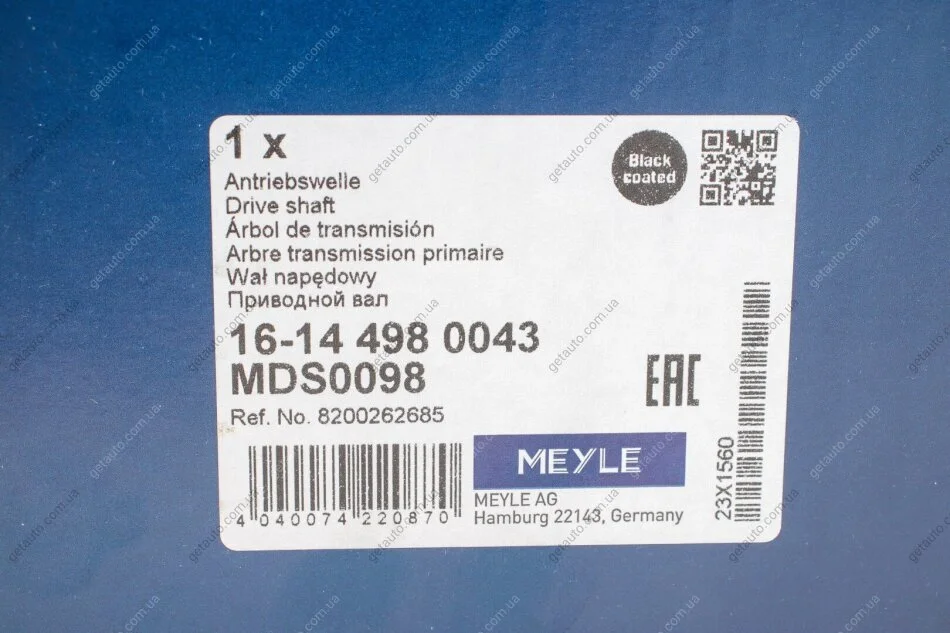 1 x
Black
coated
Antriebswelle
Drive shaft
Árbol de transmisión
Arbre transmission primaire
Wał napędowy
Приводной вал
16-14 498 0043
MDS0098
Ref. No. 8200262685
EAC
MEYLE
MEYLE AG
Hamburg 22143, Germany
4 040074 220870
23X1560
getauto.com.ua